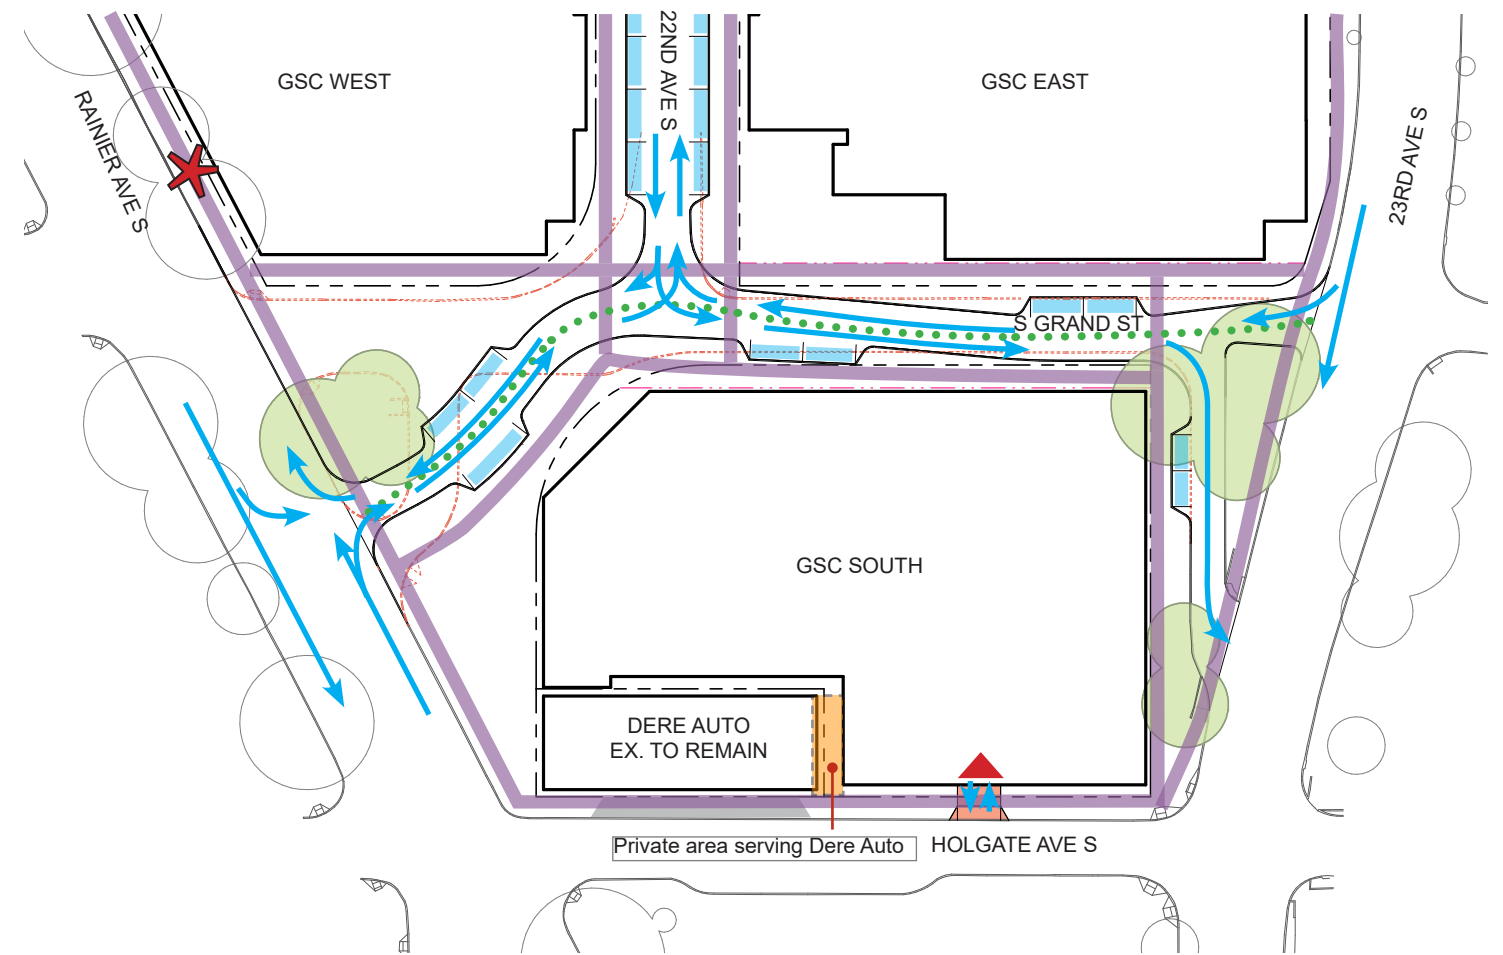 22ND AVE S
GSC WEST
GSC EAST
RAINIER AVE S
23RD AVE S
S GRAND ST
GSC SOUTH
DERE AUTO
EX. TO REMAIN
Private area serving Dere Auto
HOLGATE AVE S